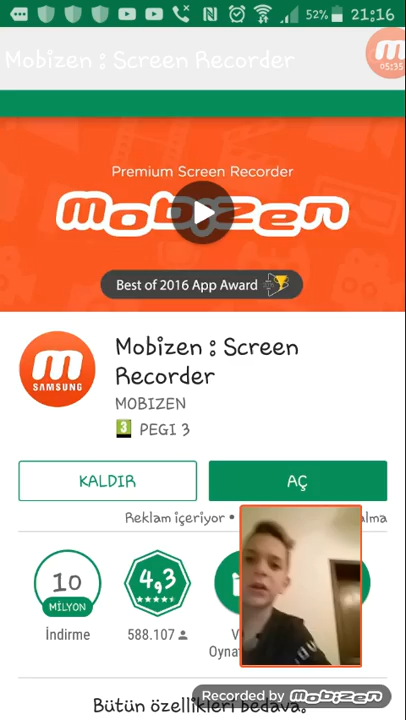 52% 21:16
Mobizen : Screen Recorder
05:35
Premium Screen Recorder
mobizen
Best of 2016 App Award
SAMSUNG
Mobizen : Screen
Recorder
MOBIZEN
3 PEGI 3
KALDIR
AÇ
Reklam içeriyor •
alma
10
MİLYON
4,3
İndirme
588.107
Oynat
Bütün özellikleri bedava.
Recorded by mobizen